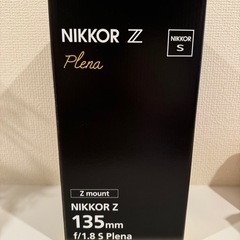 NIKKOR Z
NIKKOR
S
Plena
Z mount
NIKKOR Z
135mm
f/1.8 S Plena